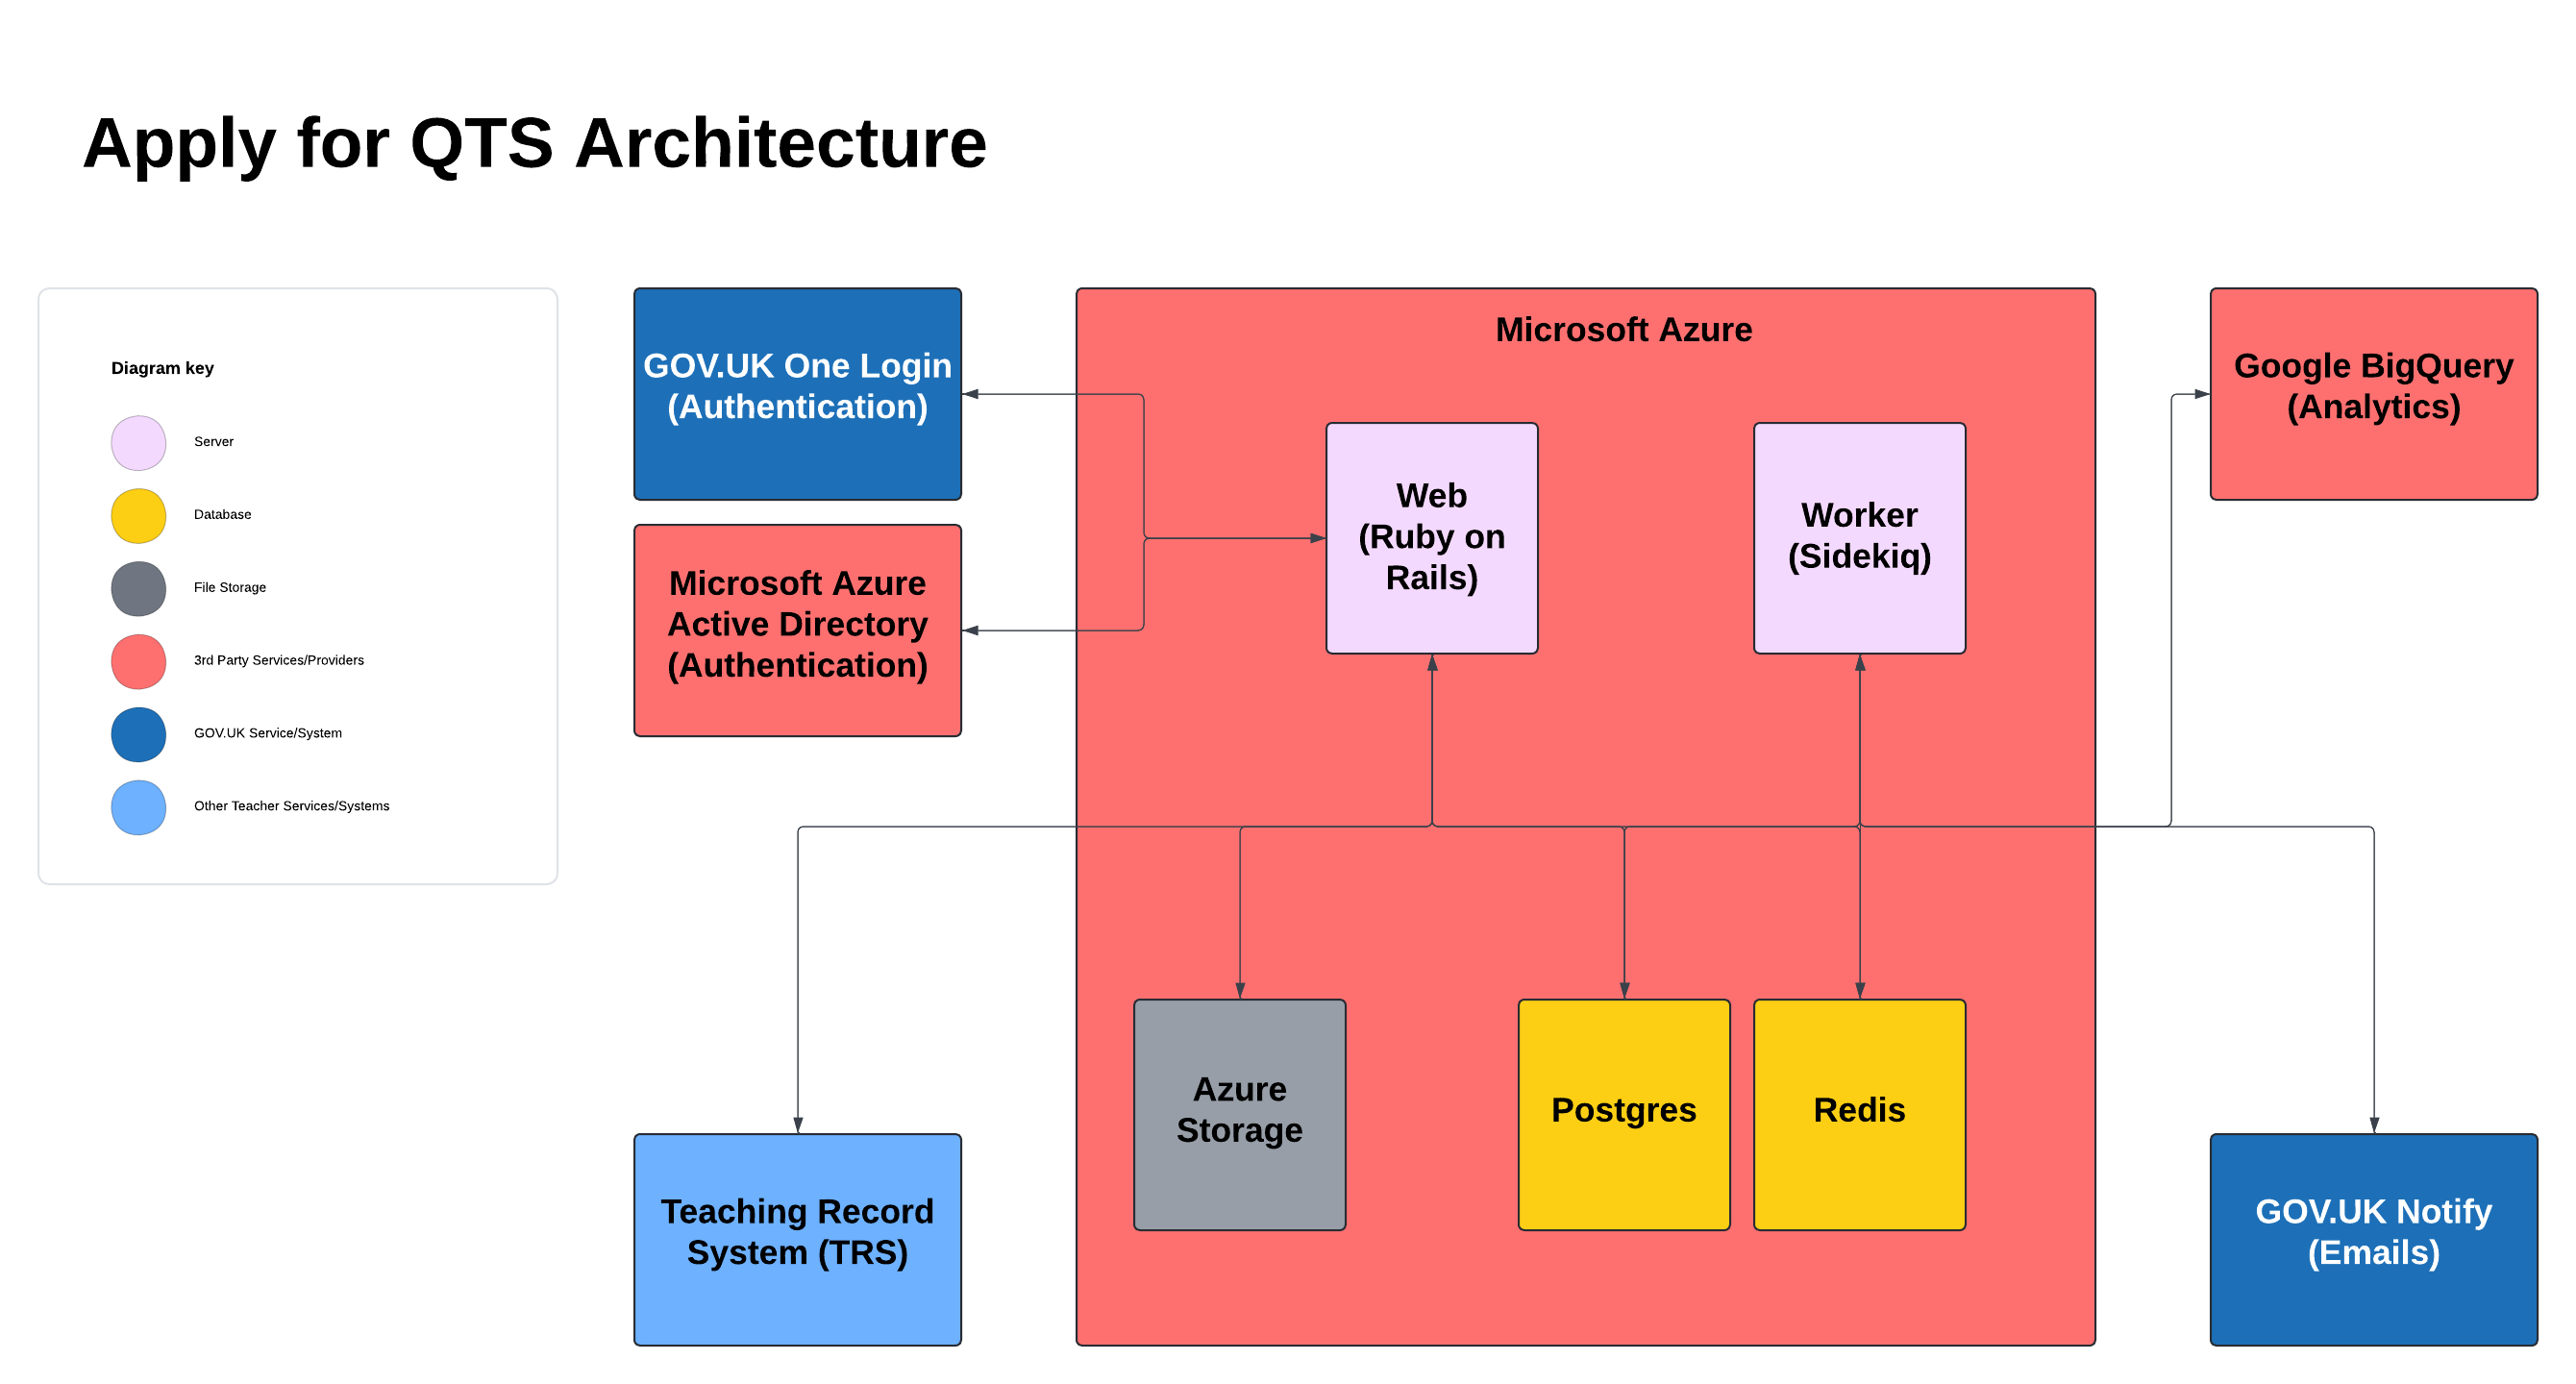 Apply for QTS Architecture
Diagram key
Server
Database
File Storage
3rd Party Services/Providers
GOV.UK Service/System
Other Teacher Services/Systems
GOV.UK One Login
(Authentication)
Microsoft Azure
Active Directory
(Authentication)
Microsoft Azure
Web
(Ruby on
Rails)
Worker
(Sidekiq)
Google BigQuery
(Analytics)
Azure
Storage
Postgres
Redis
Teaching Record
System (TRS)
GOV.UK Notify
(Emails)